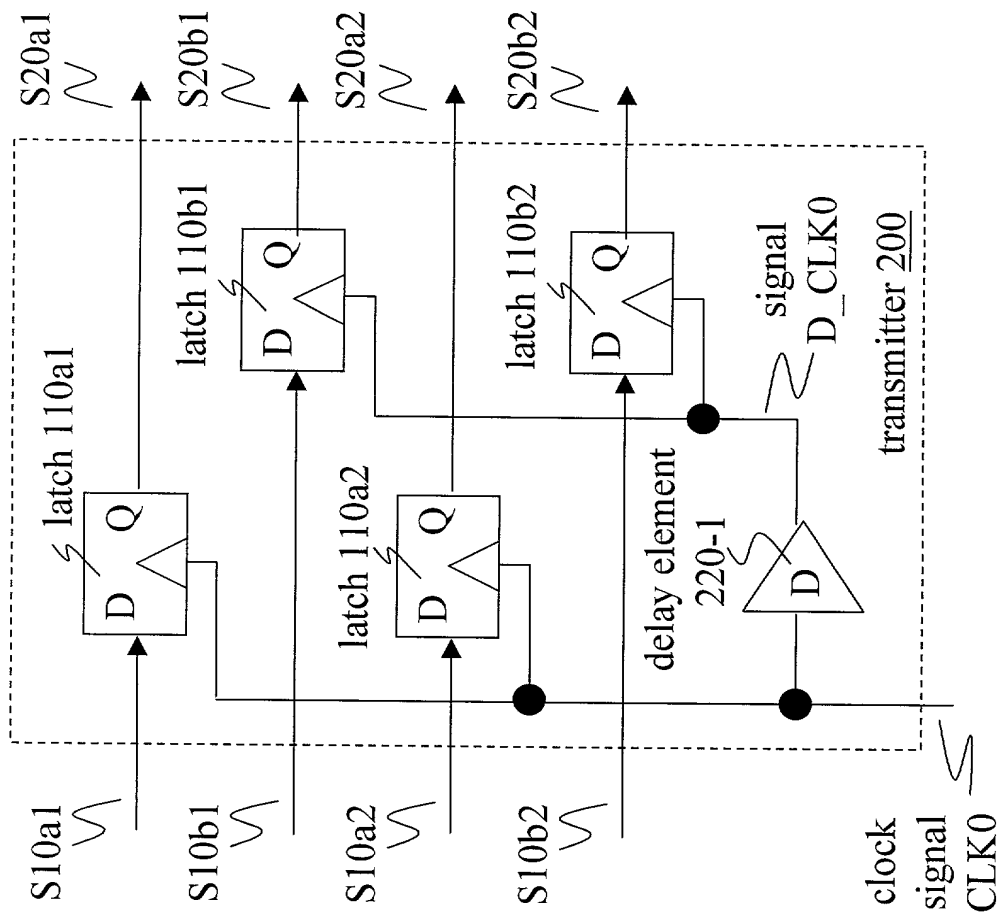 S10a1
S10b1
S10a2
S10b2
clock
signal
CLK0
latch 110a1
D Q
latch 110b1
D Q
latch 110a2
D Q
latch 110b2
D Q
delay element
220-1
D
signal
D_CLK0
transmitter 200
S20a1
S20b1
S20a2
S20b2